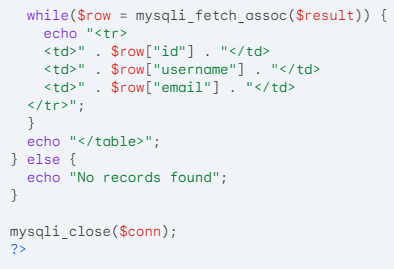 while($row = mysqli_fetch_assoc($result)) {
echo "<tr>
<td>" . $row["id"] . "</td>
<td>" . $row["username"] . "</td>
<td>" . $row["email"] . "</td>
</tr>";
}
echo "</table>";
} else {
echo "No records found";
}
mysqli_close($conn);
?>